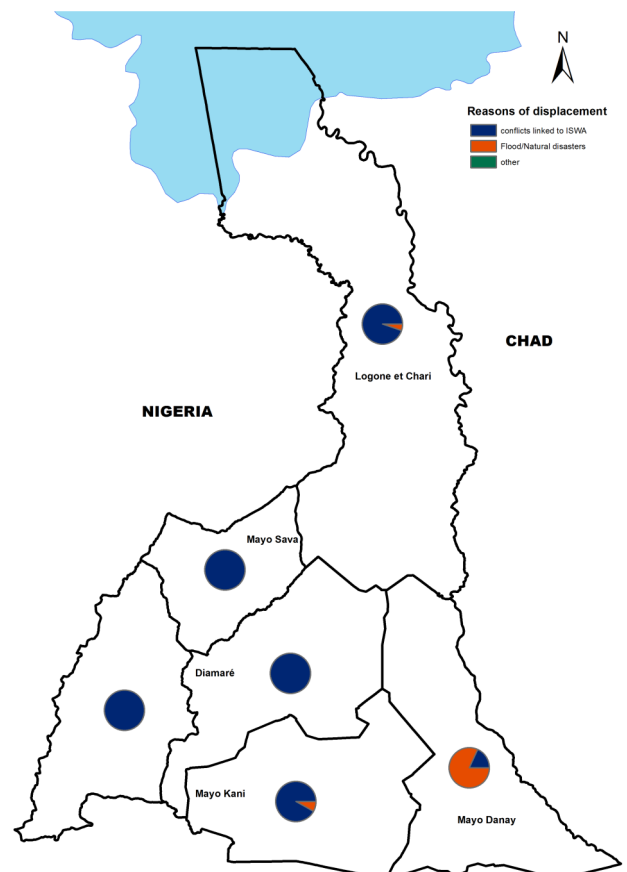 N
Reasons of displacement
conflicts linked to ISWA
Flood/Natural disasters
other
CHAD
Logone et Chari
NIGERIA
Mayo Sava
Diamaré
Mayo Kani
Mayo Danay